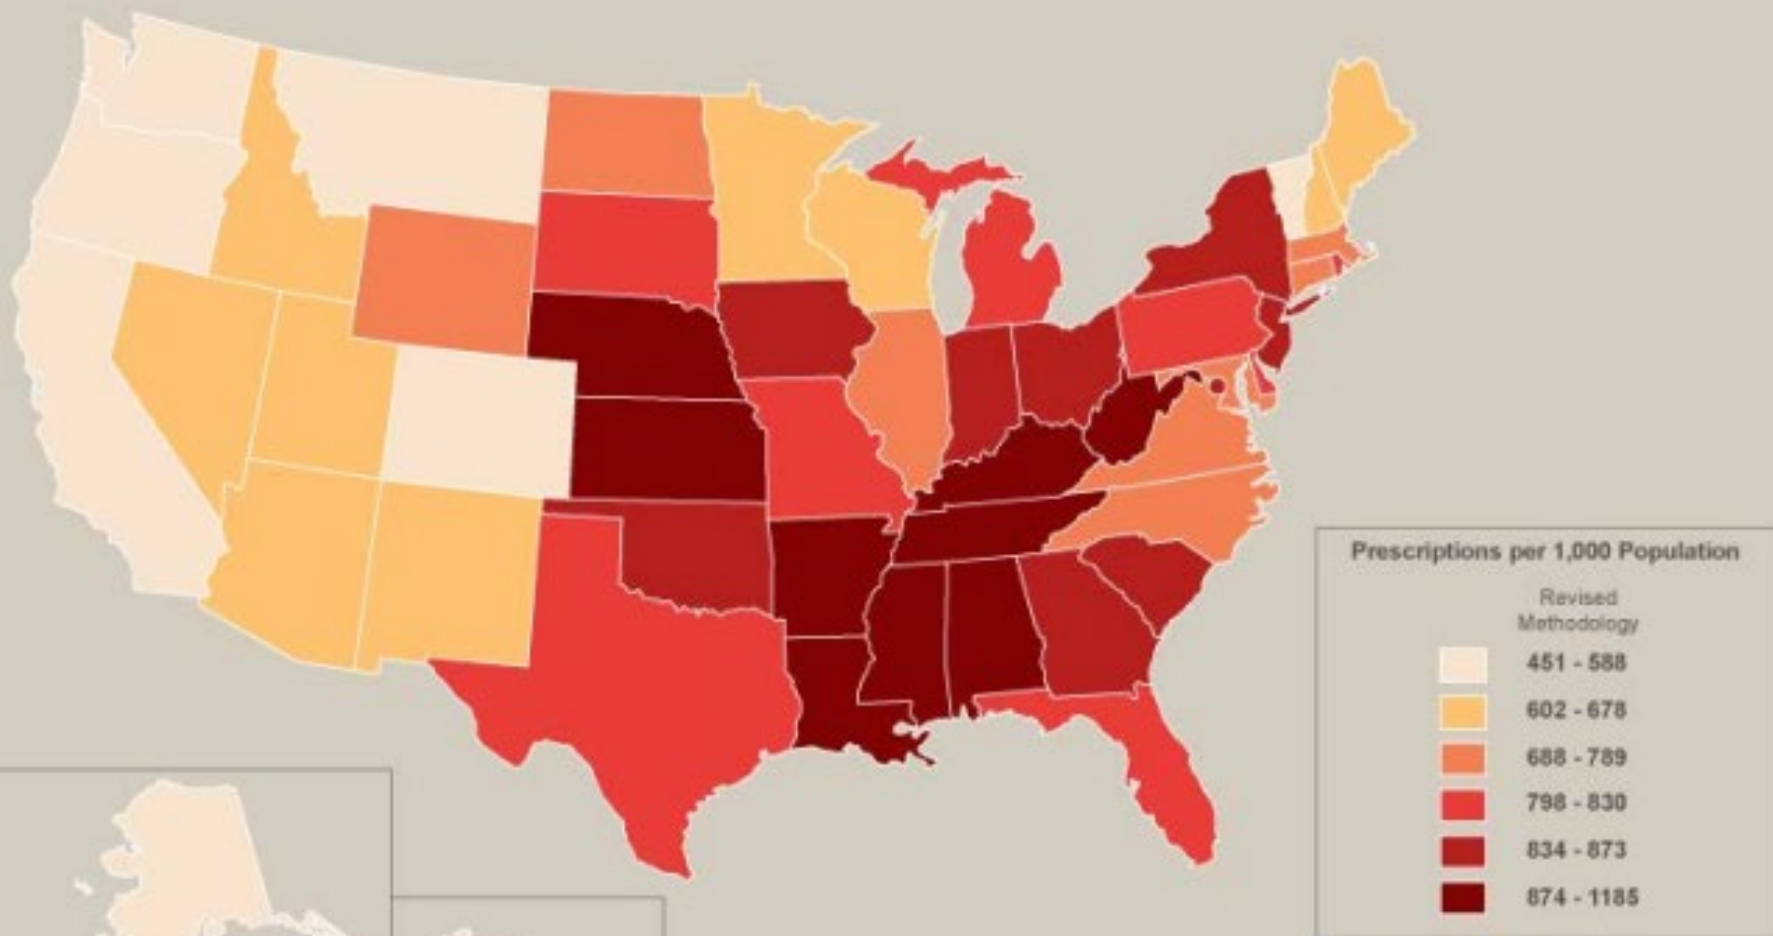 Prescriptions per 1,000 Population
Revised
Methodology
451 - 588
602 - 678
688 - 789
798 - 830
834 - 873
874 - 1185